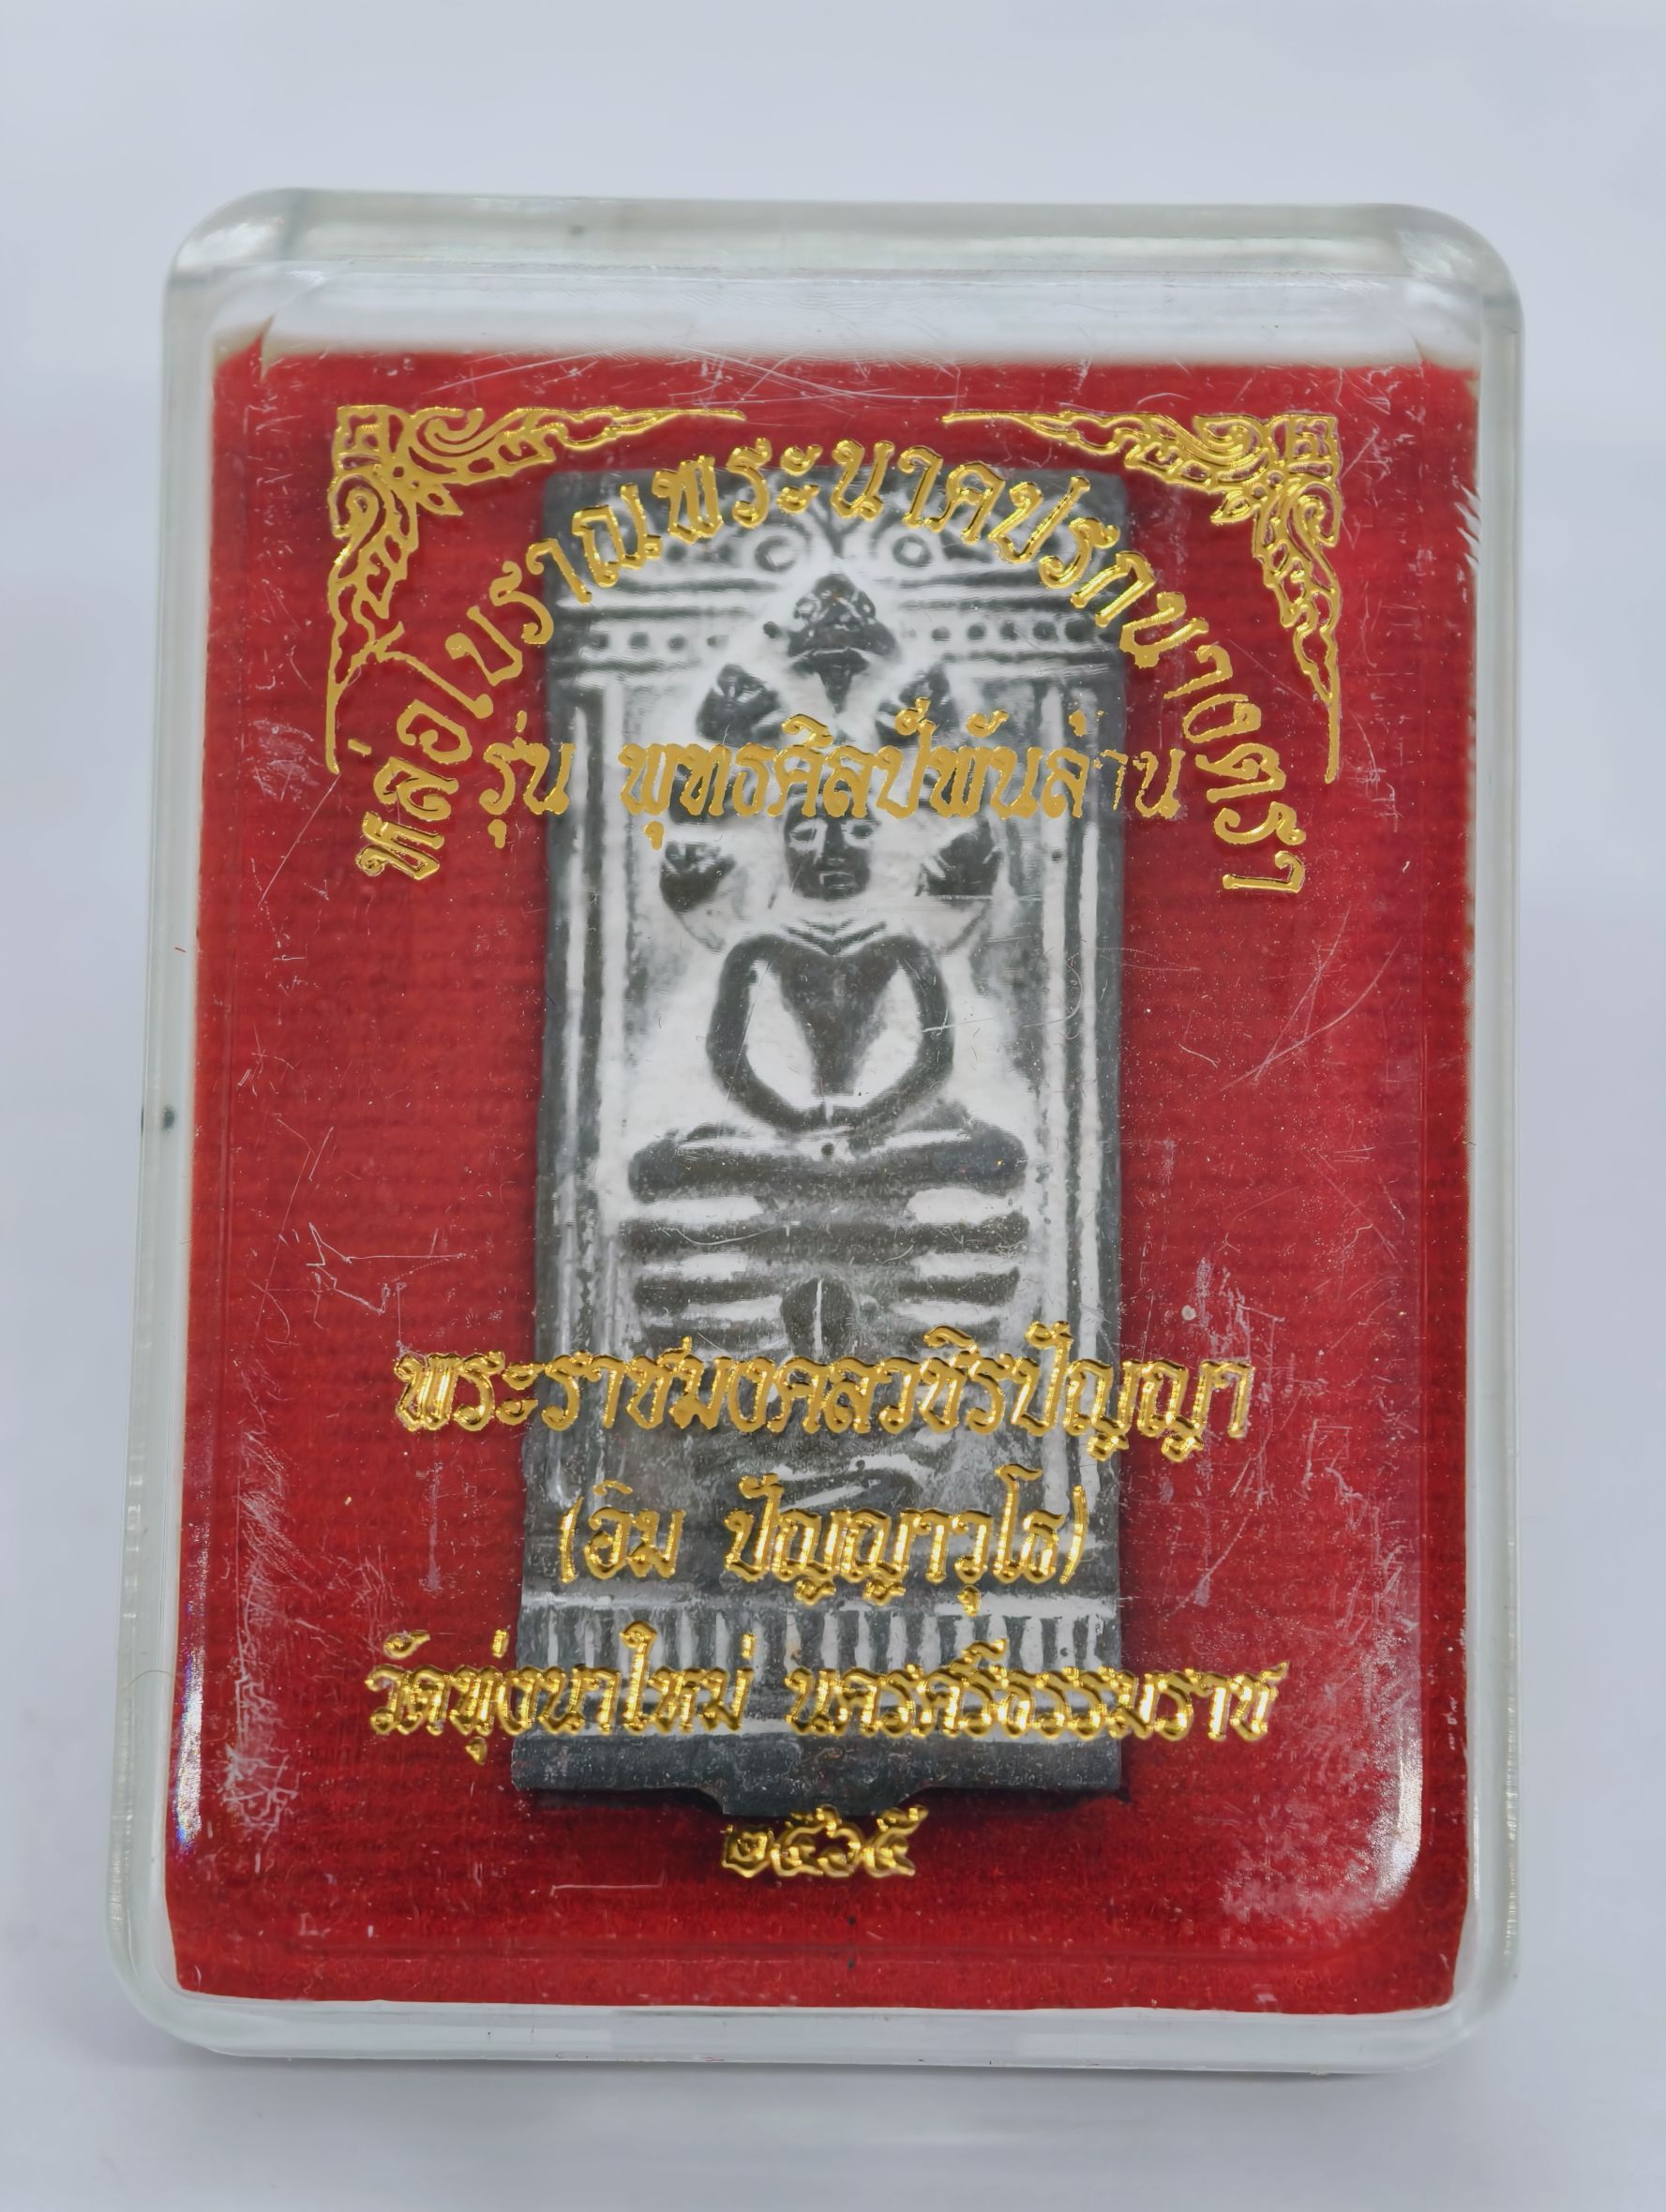 หล่อโบราณพระนาคปรกบางตรา
รุ่น พุทธศิลป์พันล้าน
พระราชมงคลวชิรปัญญา
(อิม ปัญญาวุโธ)
วัดทุ่งนาใหม่ นครศรีธรรมราช
๒๕๖๕